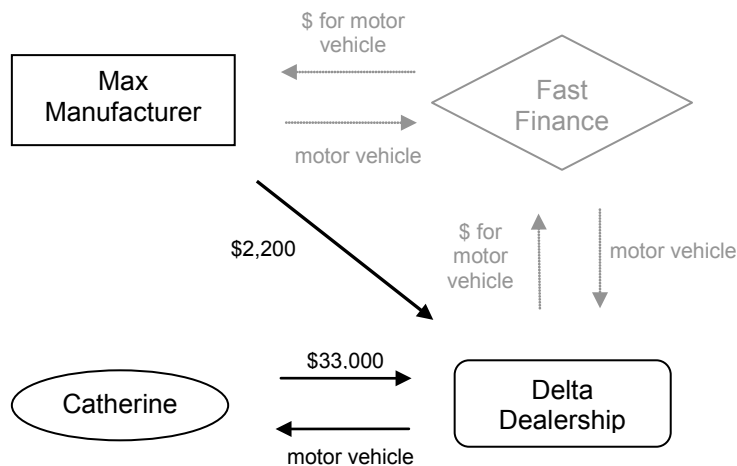 $ for motor
vehicle
Max
Manufacturer
Fast
Finance
motor vehicle
$2,200
$ for
motor
vehicle
motor vehicle
$33,000
Catherine
Delta
Dealership
motor vehicle